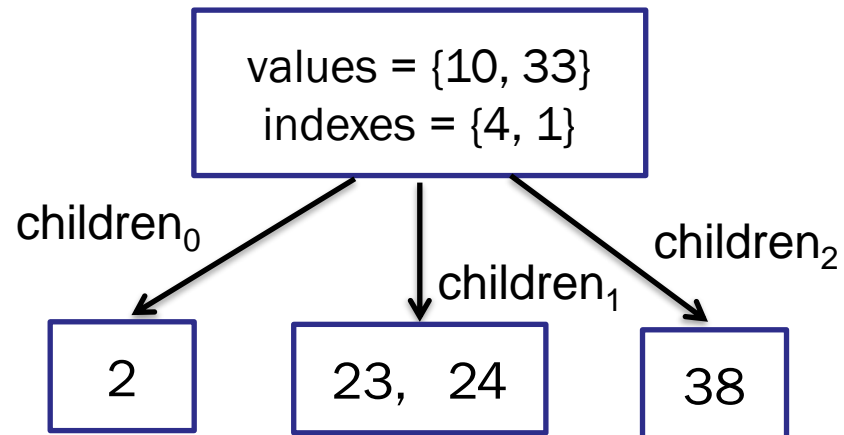 values = {10, 33}
indexes = {4, 1}
children₀
children₂
children₁
2
23, 24
38